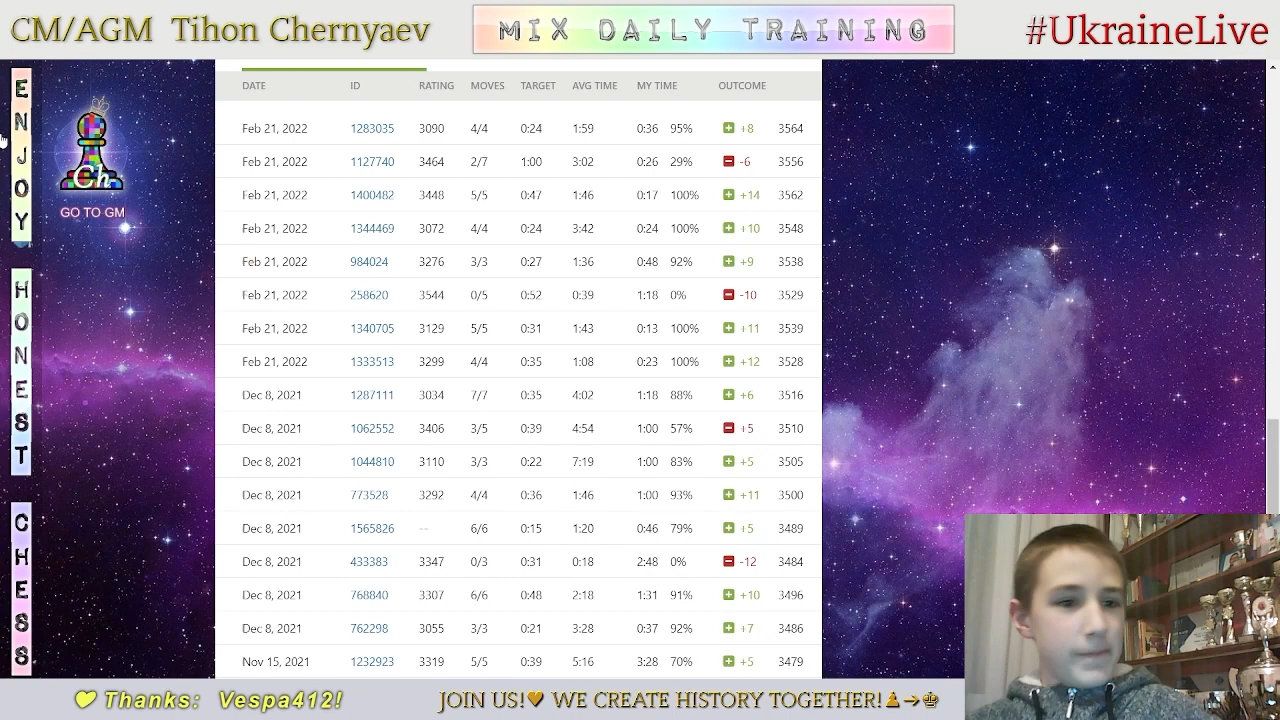 CM/AGM Tihon Chernyaev
MIX DAILY TRAINING
#UkraineLive
ENJOY
HONEST
CHESS
Ch
GO TO GM
DATE ID RATING MOVES TARGET AVG TIME MY TIME OUTCOME
Feb 21, 2022 1283035 3090 4/4 0:24 1:59 0:36 95% +8 3134
Feb 21, 2022 1127740 3464 2/7 1:00 3:02 0:26 29% -6 3556
Feb 21, 2022 1400482 3448 5/5 0:47 1:46 0:17 100% +14 3562
Feb 21, 2022 1344469 3072 4/4 0:24 3:42 0:24 100% +10 3548
Feb 21, 2022 984024 3276 3/3 0:27 1:36 0:48 92% +9 3538
Feb 21, 2022 258620 3544 0/5 0:52 0:39 1:18 0% -10 3529
Feb 21, 2022 1340705 3129 5/5 0:31 1:43 0:13 100% +11 3539
Feb 21, 2022 1333513 3299 4/4 0:35 1:08 0:23 100% +12 3528
Dec 8, 2021 1287111 3034 7/7 0:35 4:02 1:18 88% +6 3516
Dec 8, 2021 1062552 3406 3/5 0:39 4:54 1:00 57% +5 3510
Dec 8, 2021 1044810 3110 3/3 0:22 7:19 1:00 83% +5 3505
Dec 8, 2021 773528 3292 4/4 0:36 1:46 1:00 93% +11 3500
Dec 8, 2021 1565826 -- 6/6 0:15 1:20 0:46 79% +5 3489
Dec 8, 2021 433383 3347 0/3 0:31 0:18 2:28 0% -12 3484
Dec 8, 2021 768840 3307 6/6 0:48 2:18 1:31 91% +10 3496
Dec 8, 2021 762298 3055 3/3 0:21 3:28 0:37 92% +7 3486
Nov 15, 2021 1232923 3319 5/5 0:39 5:16 3:28 70% +5 3479
Thanks: Vespa412!
JOIN US!🧡 WE CREATE HISTORY TOGETHER!♟→♚